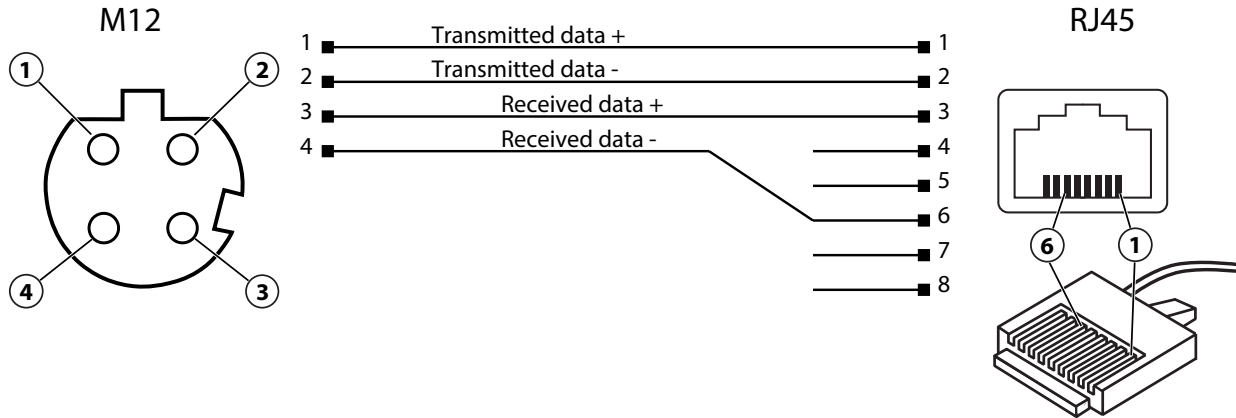 M12
RJ45
1 Transmitted data + 1
2 Transmitted data - 2
3 Received data + 3
4 Received data - 4
5
6
7
8
1
2
4
3
6
1